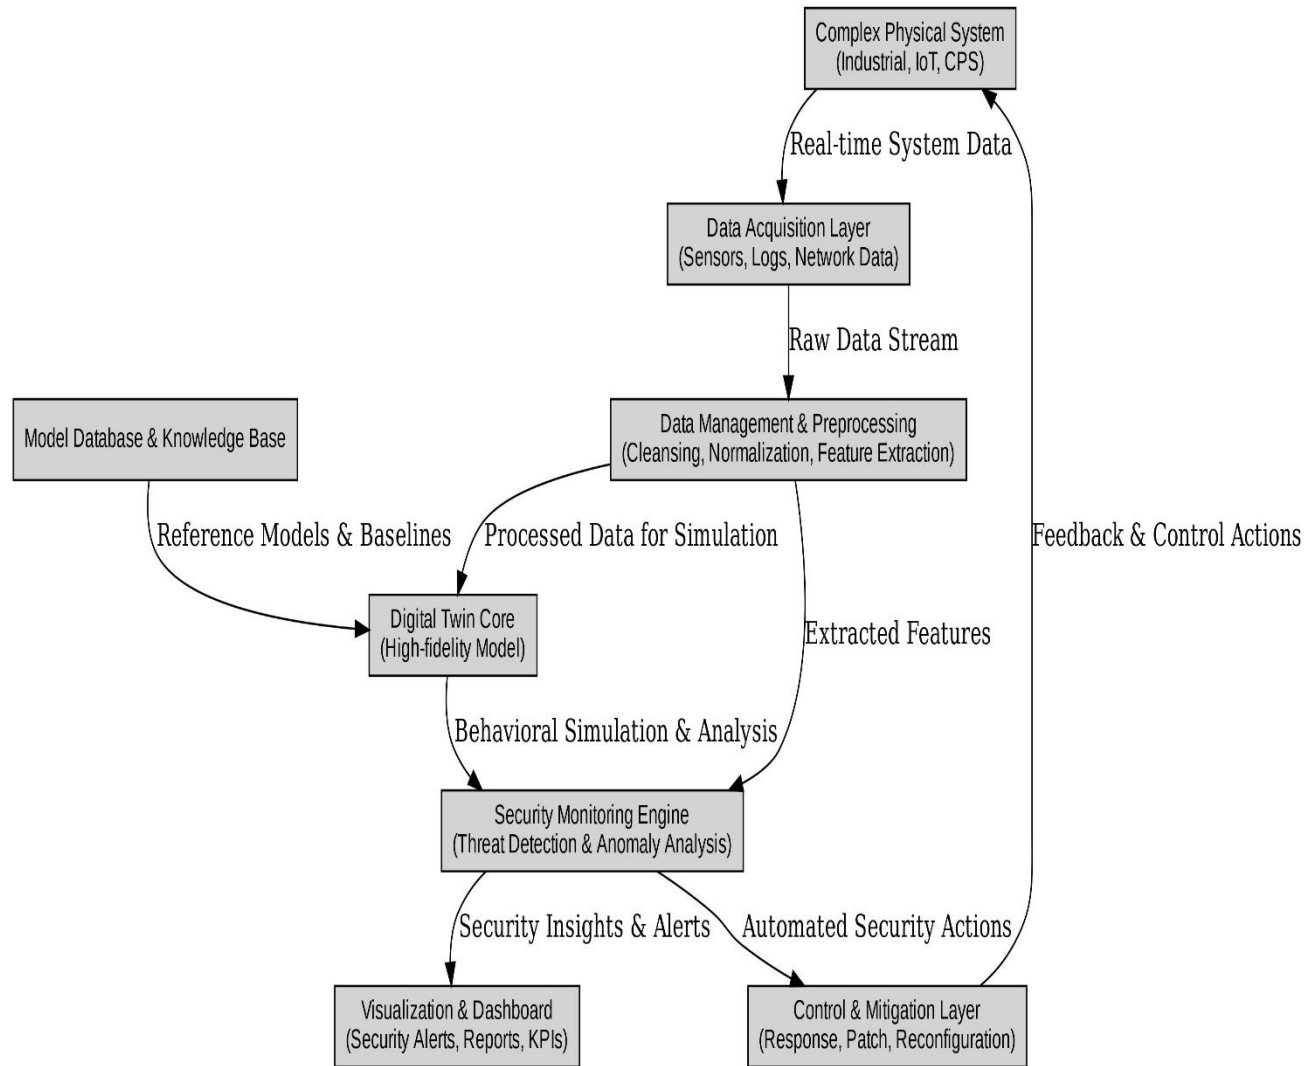 Complex Physical System
(Industrial, IoT, CPS)
Real-time System Data
Data Acquisition Layer
(Sensors, Logs, Network Data)
Raw Data Stream
Model Database & Knowledge Base
Data Management & Preprocessing
(Cleansing, Normalization, Feature Extraction)
Reference Models & Baselines
Processed Data for Simulation
Feedback & Control Actions
Digital Twin Core
(High-fidelity Model)
Extracted Features
Behavioral Simulation & Analysis
Security Monitoring Engine
(Threat Detection & Anomaly Analysis)
Security Insights & Alerts
Automated Security Actions
Visualization & Dashboard
(Security Alerts, Reports, KPIs)
Control & Mitigation Layer
(Response, Patch, Reconfiguration)